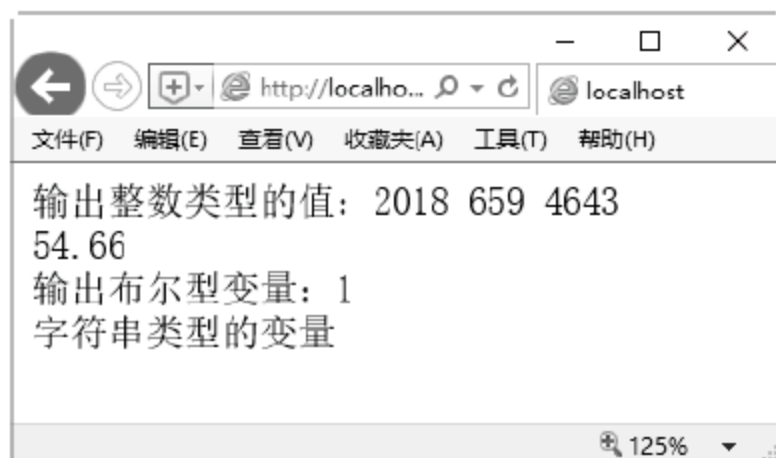 http://localho... localhost
文件(F) 编辑(E) 查看(V) 收藏夹(A) 工具(T) 帮助(H)
输出整数类型的值：2018 659 4643
54.66
输出布尔型变量：1
字符串类型的变量
125%